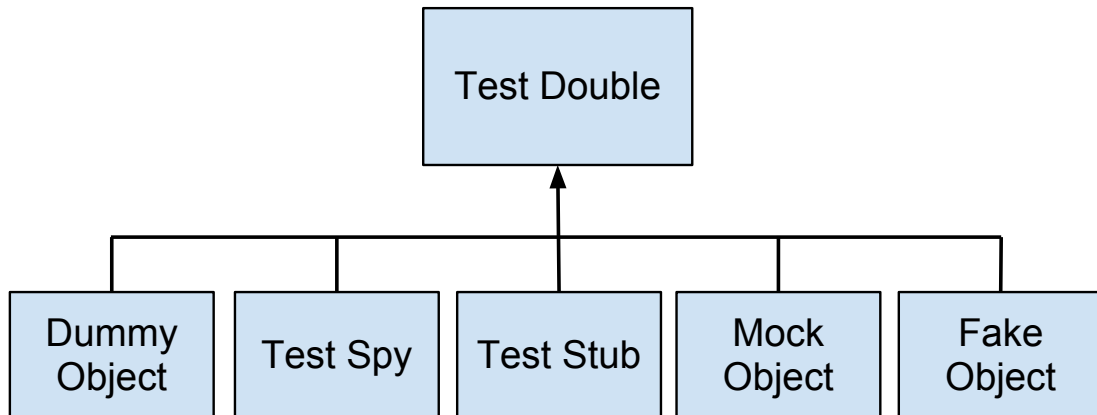 Test Double
Dummy
Object
Test Spy
Test Stub
Mock
Object
Fake
Object